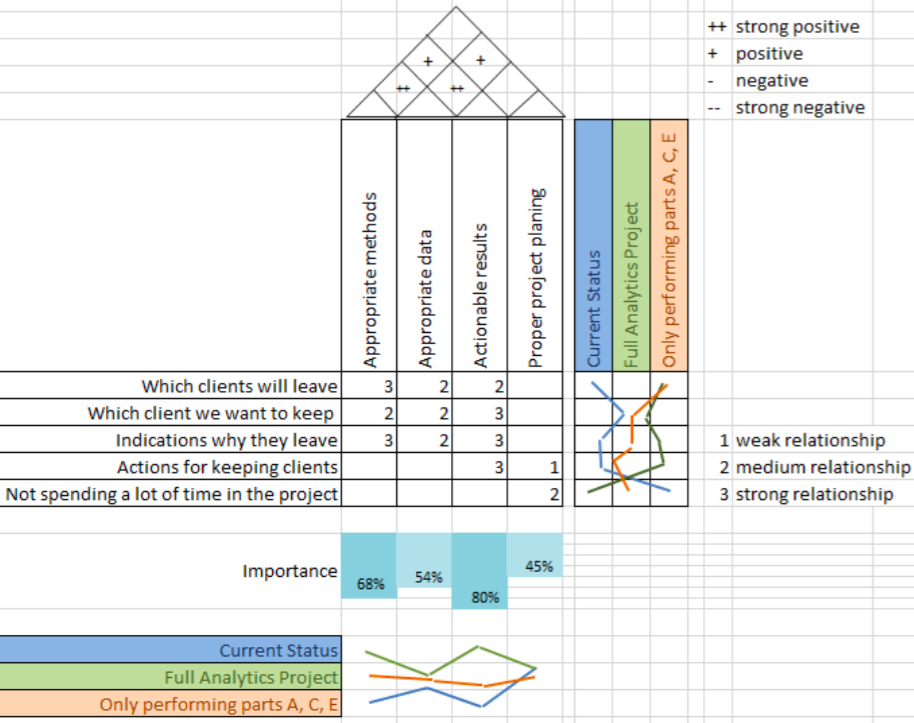 ++ strong positive
+ positive
- negative
-- strong negative
+ +
++ ++
Appropriate methods
Appropriate data
Actionable results
Proper project planing
Current Status
Full Analytics Project
Only performing parts A, C, E
Which clients will leave 3 2 2
Which client we want to keep 2 2 3
Indications why they leave 3 2 3 1 weak relationship
Actions for keeping clients 3 1 2 medium relationship
Not spending a lot of time in the project 2 3 strong relationship
Importance 68% 54% 80% 45%
Current Status
Full Analytics Project
Only performing parts A, C, E